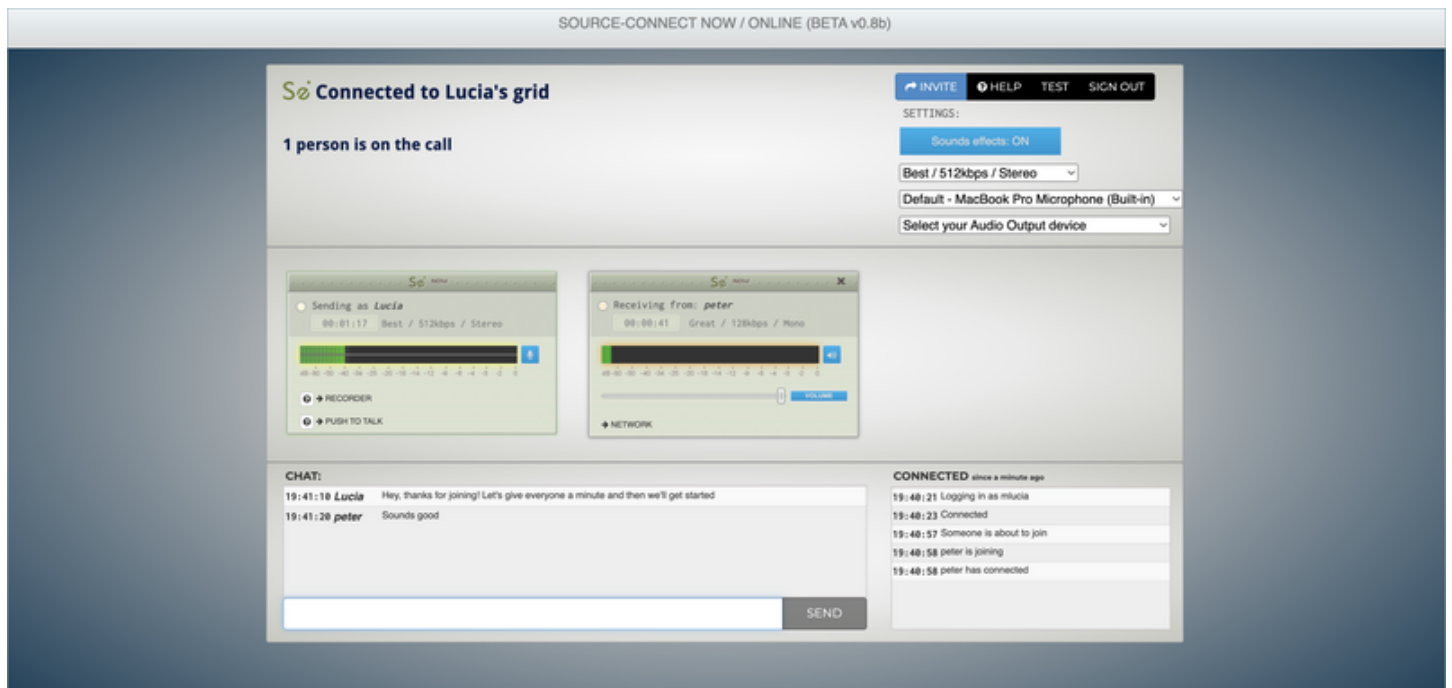 SOURCE-CONNECT NOW / ONLINE (BETA v0.8b)
Connected to Lucia's grid
INVITE HELP TEST SIGN OUT
SETTINGS:
1 person is on the call
Sounds effects: ON
Best / 512kbps / Stereo
Default - MacBook Pro Microphone (Built-in)
Select your Audio Output device
NOW
Sending as Lucia
00:01:17 Best / 512kbps / Stereo
RECORDER
PUSH TO TALK
NOW
Receiving from: peter
00:00:41 Great / 128kbps / Mono
VOLUME
NETWORK
CHAT:
19:41:10 Lucia Hey, thanks for joining! Let's give everyone a minute and then we'll get started
19:41:20 peter Sounds good
SEND
CONNECTED since a minute ago
19:40:21 Logging in as mlucia
19:40:23 Connected
19:40:57 Someone is about to join
19:40:58 peter is joining
19:40:58 peter has connected